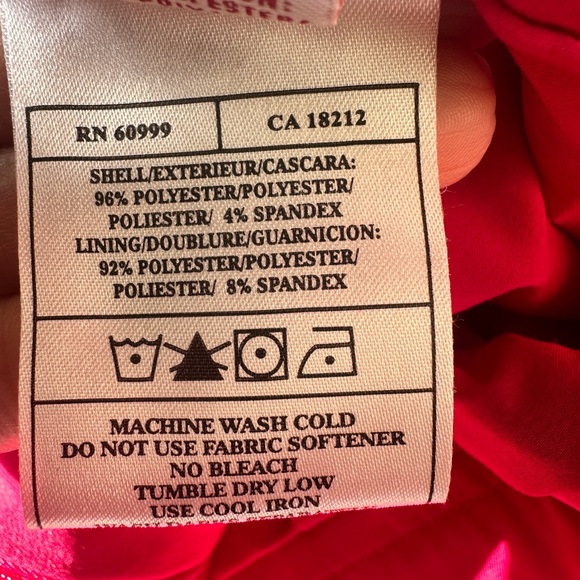 RN 60999
CA 18212
SHELL/EXTERIEUR/CASCARA:
96% POLYESTER/POLYESTER/
POLIESTER/ 4% SPANDEX
LINING/DOUBLURE/GUARNICION:
92% POLYESTER/POLYESTER/
POLIESTER/ 8% SPANDEX
MACHINE WASH COLD
DO NOT USE FABRIC SOFTENER
NO BLEACH
TUMBLE DRY LOW
USE COOL IRON